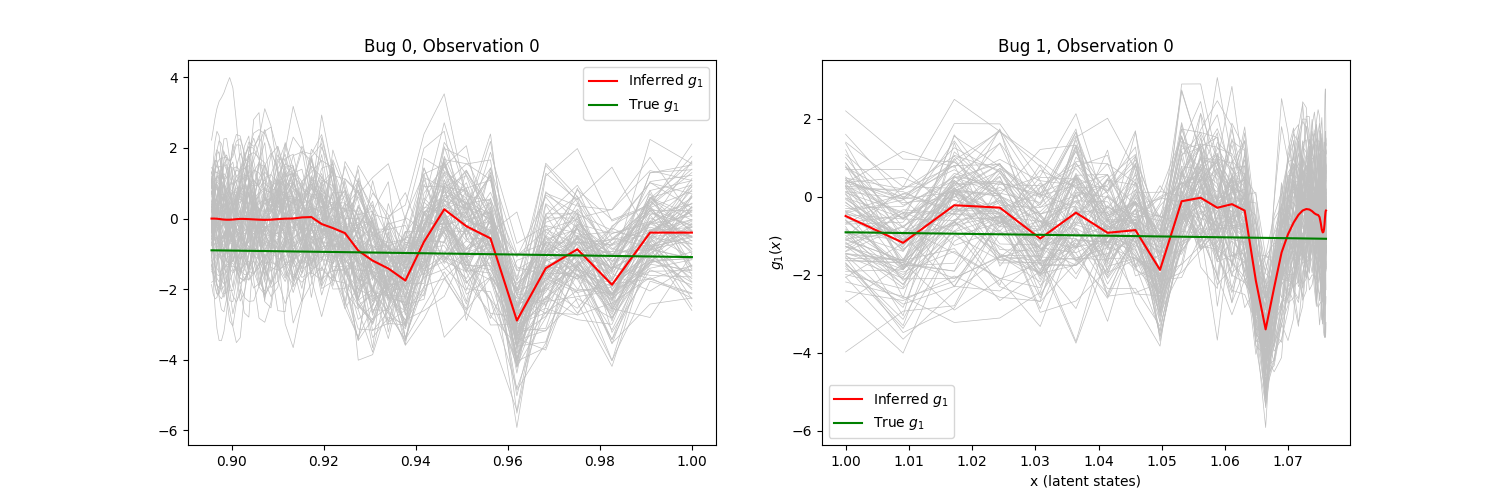 Bug 0, Observation 0
4
2
0
−2
−4
−6
0.90 0.92 0.94 0.96 0.98 1.00
Inferred g₁
True g₁
Bug 1, Observation 0
g₁(x)
2
0
−2
−4
−6
1.00 1.01 1.02 1.03 1.04 1.05 1.06 1.07
x (latent states)
Inferred g₁
True g₁